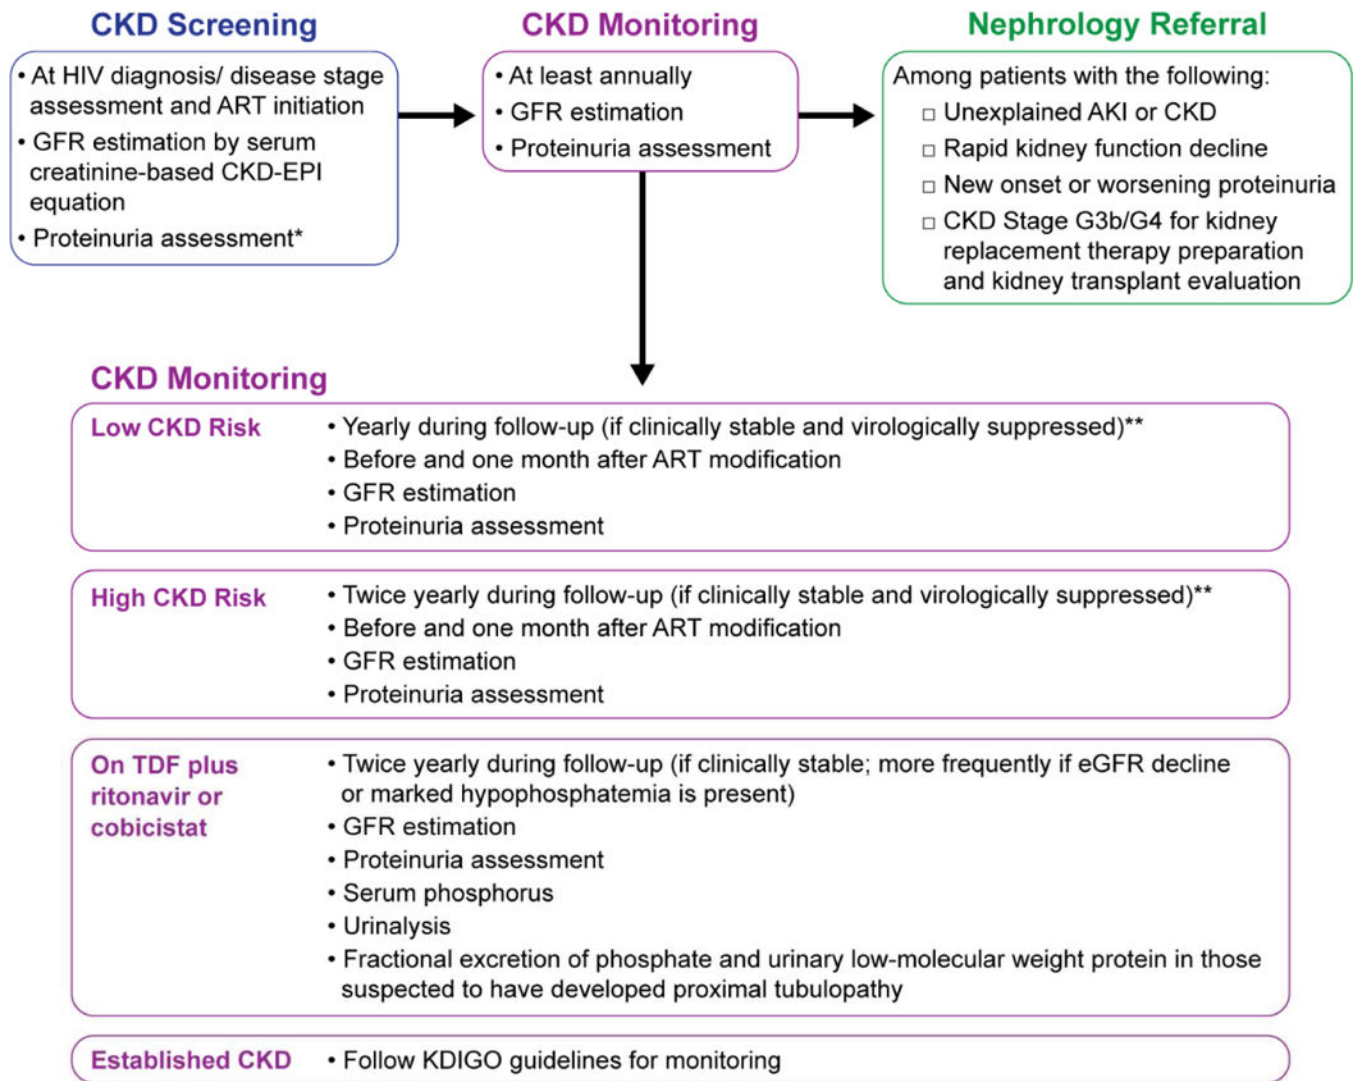 CKD Screening
• At HIV diagnosis/ disease stage
assessment and ART initiation
• GFR estimation by serum
creatinine-based CKD-EPI
equation
• Proteinuria assessment*
CKD Monitoring
• At least annually
• GFR estimation
• Proteinuria assessment
Nephrology Referral
Among patients with the following:
□ Unexplained AKI or CKD
□ Rapid kidney function decline
□ New onset or worsening proteinuria
□ CKD Stage G3b/G4 for kidney
replacement therapy preparation
and kidney transplant evaluation
CKD Monitoring
Low CKD Risk
• Yearly during follow-up (if clinically stable and virologically suppressed)**
• Before and one month after ART modification
• GFR estimation
• Proteinuria assessment
High CKD Risk
• Twice yearly during follow-up (if clinically stable and virologically suppressed)**
• Before and one month after ART modification
• GFR estimation
• Proteinuria assessment
On TDF plus
ritonavir or
cobicistat
• Twice yearly during follow-up (if clinically stable; more frequently if eGFR decline
or marked hypophosphatemia is present)
• GFR estimation
• Proteinuria assessment
• Serum phosphorus
• Urinalysis
• Fractional excretion of phosphate and urinary low-molecular weight protein in those
suspected to have developed proximal tubulopathy
Established CKD
• Follow KDIGO guidelines for monitoring